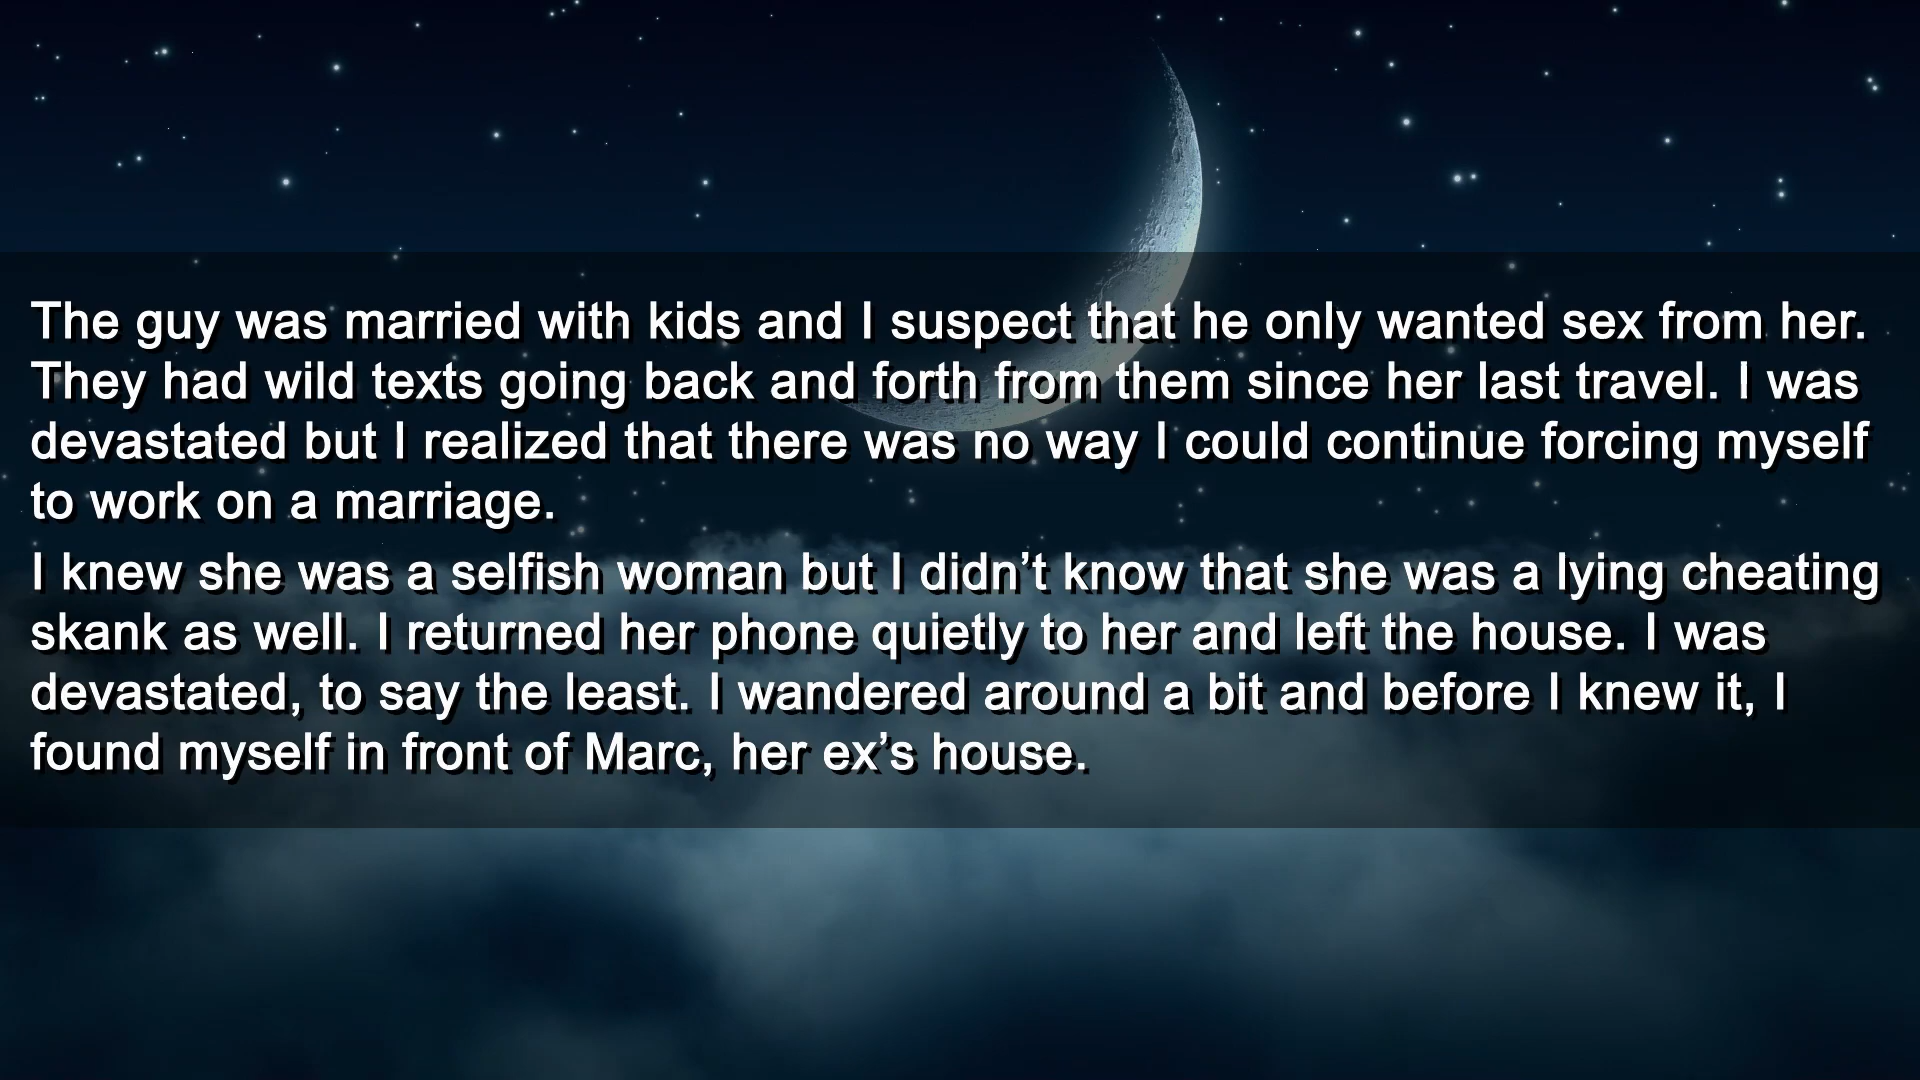 The guy was married with kids and I suspect that he only wanted sex from her.
They had wild texts going back and forth from them since her last travel. I was
devastated but I realized that there was no way I could continue forcing myself
to work on a marriage.
I knew she was a selfish woman but I didn’t know that she was a lying cheating
skank as well. I returned her phone quietly to her and left the house. I was
devastated, to say the least. I wandered around a bit and before I knew it, I
found myself in front of Marc, her ex’s house.